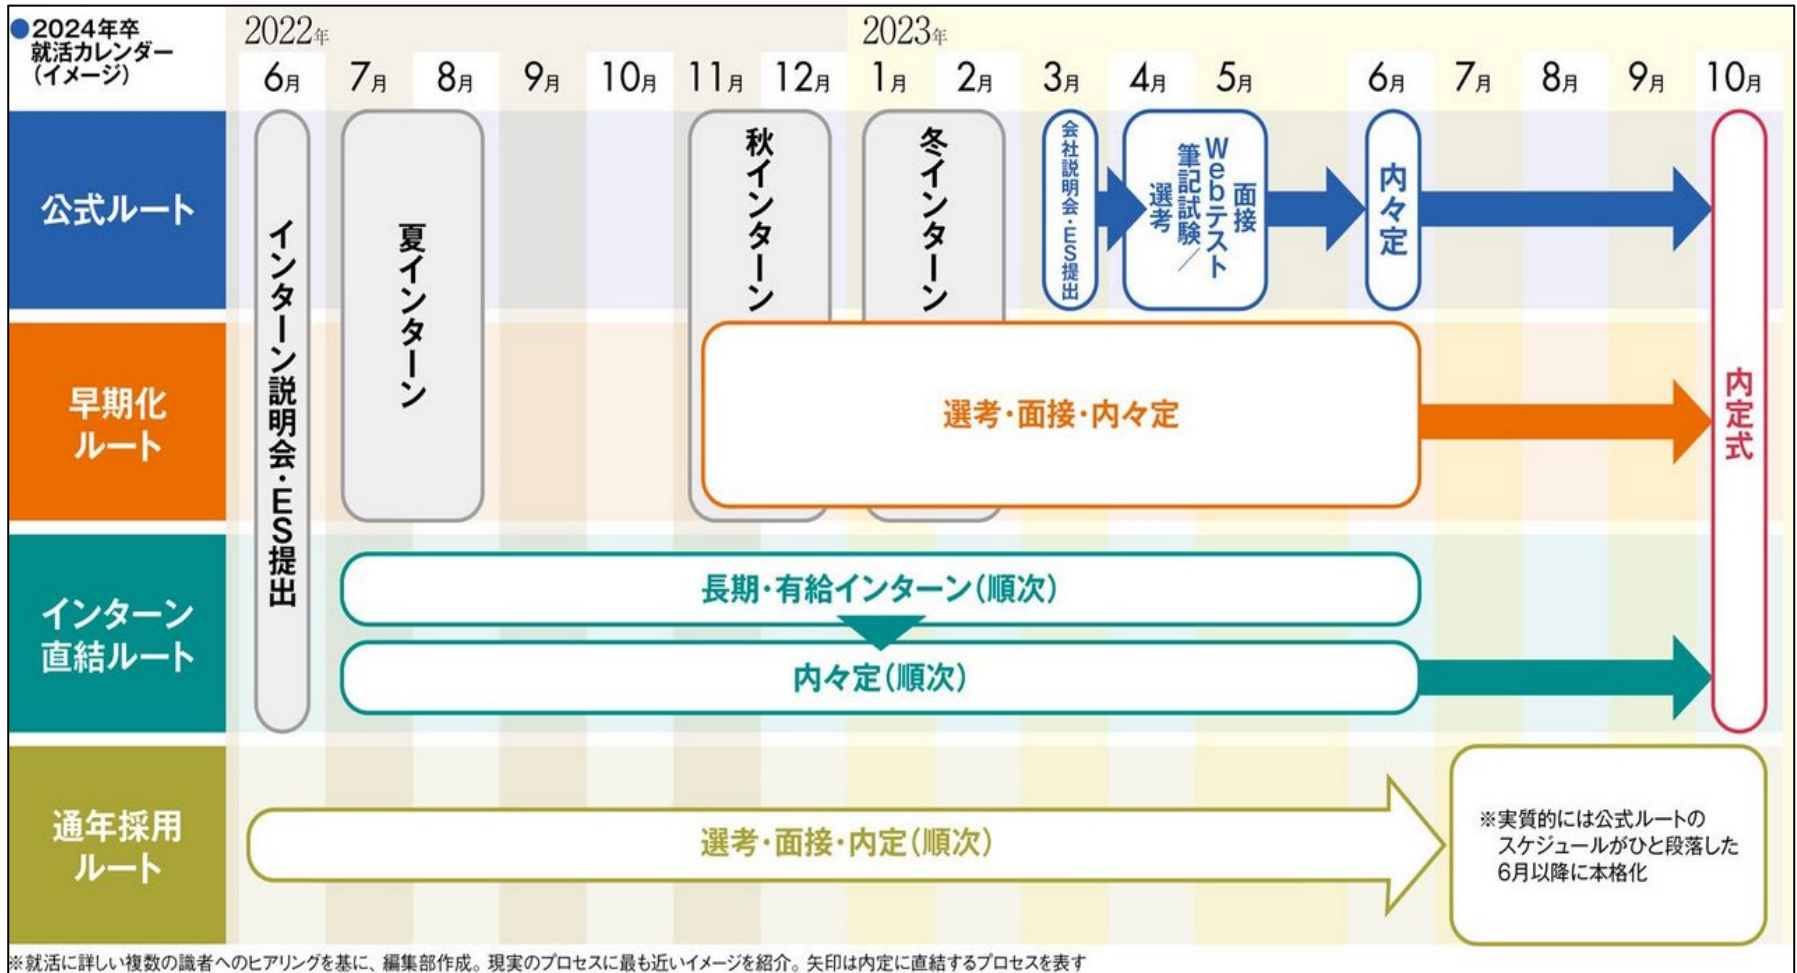 ●2024年卒
就活カレンダー
(イメージ)
2022年
2023年
6月
7月
8月
9月
10月
11月
12月
1月
2月
3月
4月
5月
6月
7月
8月
9月
10月
公式ルート
インターン説明会・ES提出
夏インターン
秋インターン
冬インターン
会社説明会・ES提出
面接
Webテスト
筆記試験／
選考
内々定
内定式
早期化
ルート
選考・面接・内々定
インターン
直結ルート
長期・有給インターン(順次)
内々定(順次)
通年採用
ルート
選考・面接・内定(順次)
※実質的には公式ルートの
スケジュールがひと段落した
6月以降に本格化
※就活に詳しい複数の識者へのヒアリングを基に、編集部作成。現実のプロセスに最も近いイメージを紹介。矢印は内定に直結するプロセスを表す